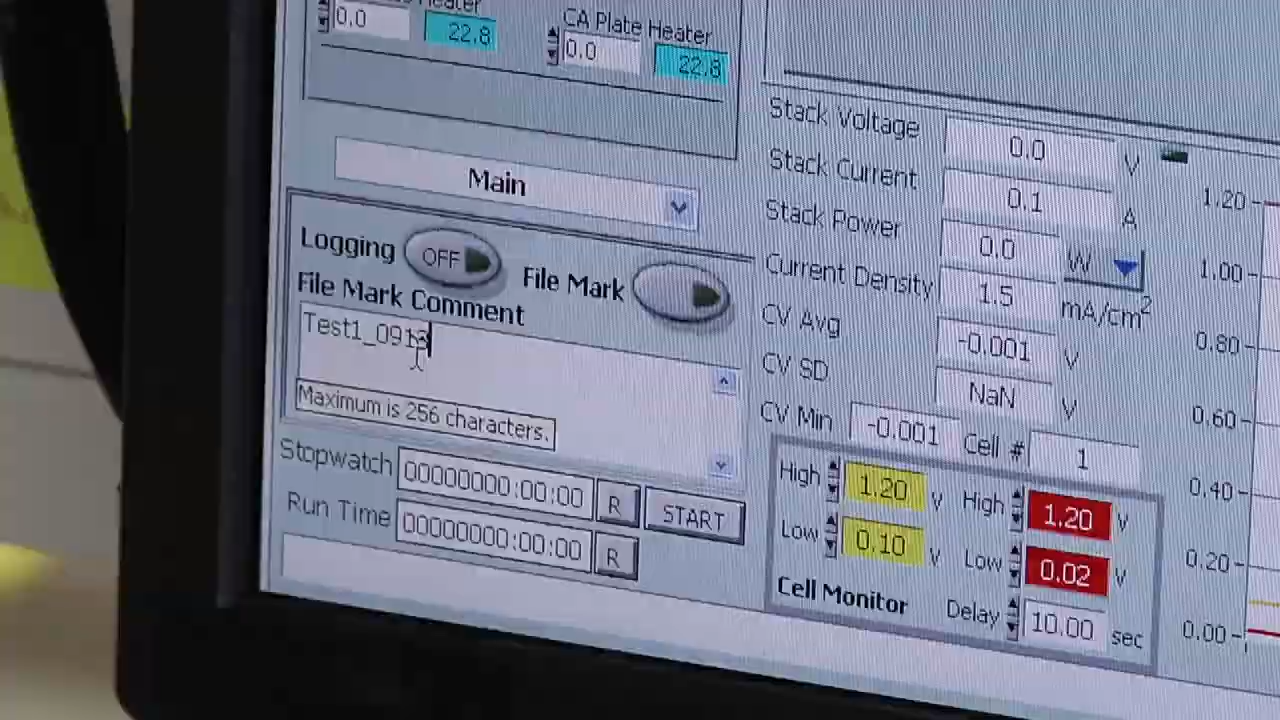 Heater
0.0
22.8
CA Plate Heater
0.0
22.8
Main
Logging
OFF
File Mark
File Mark Comment
Test1_0913
Maximum is 256 characters.
Stopwatch
00000000:00:00
R
START
Run Time
00000000:00:00
R
Stack Voltage
0.0
V
Stack Current
0.1
A
Stack Power
0.0
W
Current Density
1.5
mA/cm²
CV Avg
-0.001
V
CV SD
NaN
V
CV Min
-0.001
Cell #
1
High
1.20
V
High
1.20
V
Low
0.10
V
Low
0.02
V
Cell Monitor
Delay
10.00
sec
1.20
1.00
0.80
0.60
0.40
0.20
0.00